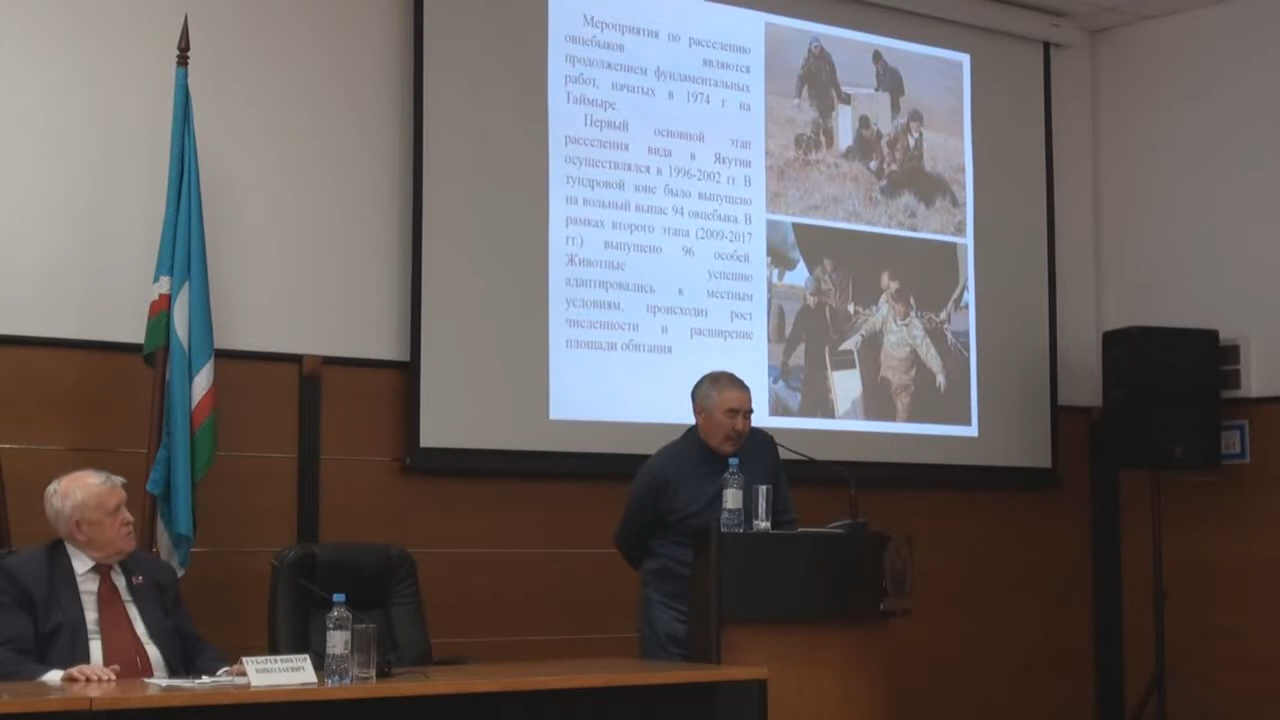 Мероприятия по расселению
овцебыков являются
продолжением фундаментальных
работ, начатых в 1974 г на
Таймыре.
Первый основной этап
расселения вида в Якутии
осуществлялся в 1996-2002 гг. В
тундровой зоне было выпущено
на вольный выпас 94 овцебыка. В
рамках второго этапа (2009-2017
гг.) выпущено 96 особей.
Животные успешно
адаптировались к местным
условиям, происходит рост
численности и расширение
площади обитания
ГУБАРЕВ ВИКТОР
НИКОЛАЕВИЧ